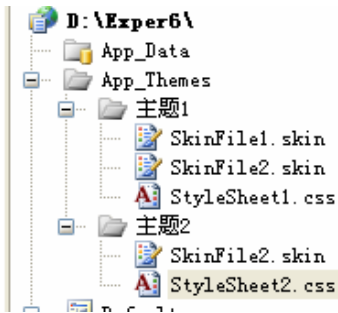 D:\Exper6\
App_Data
App_Themes
主题1
SkinFile1.skin
SkinFile2.skin
StyleSheet1.css
主题2
SkinFile2.skin
StyleSheet2.css